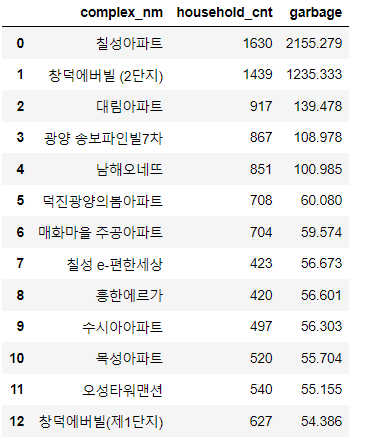 complex_nm household_cnt garbage
0 칠성아파트 1630 2155.279
1 창덕에버빌 (2단지) 1439 1235.333
2 대림아파트 917 139.478
3 광양 송보파인빌7차 867 108.978
4 남해오네뜨 851 100.985
5 덕진광양의봄아파트 708 60.080
6 매화마을 주공아파트 704 59.574
7 칠성 e-편한세상 423 56.673
8 흥한에르가 420 56.601
9 수시아아파트 497 56.303
10 목성아파트 520 55.704
11 오성타워맨션 540 55.155
12 창덕에버빌(제1단지) 627 54.386